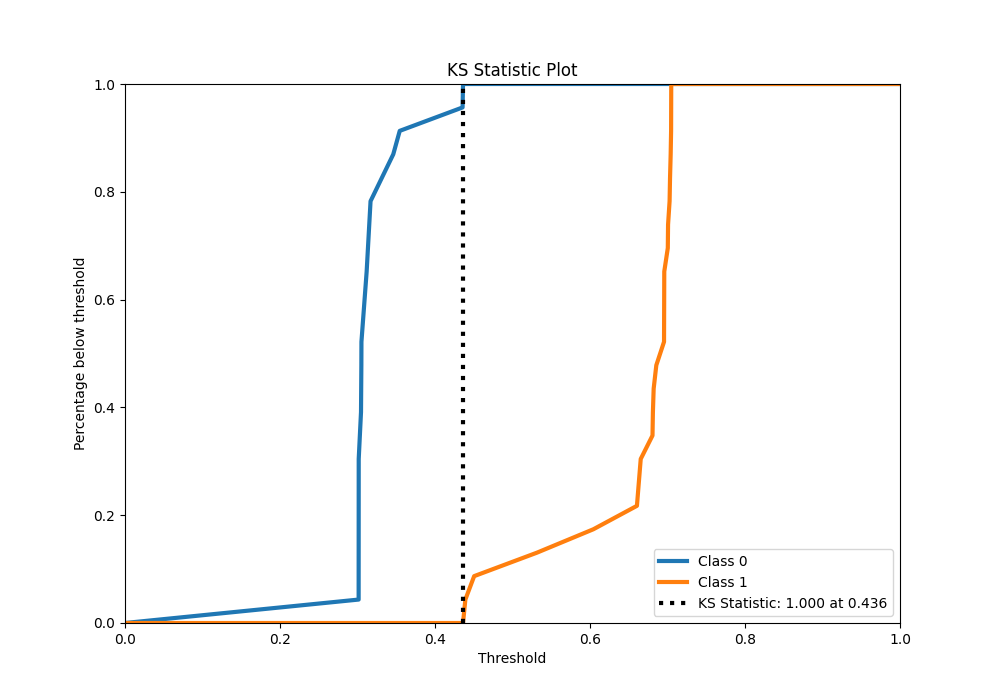 KS Statistic Plot
1.0
0.8
0.6
0.4
0.2
0.0
Percentage below threshold
0.0 0.2 0.4 0.6 0.8 1.0
Threshold
Class 0
Class 1
KS Statistic: 1.000 at 0.436